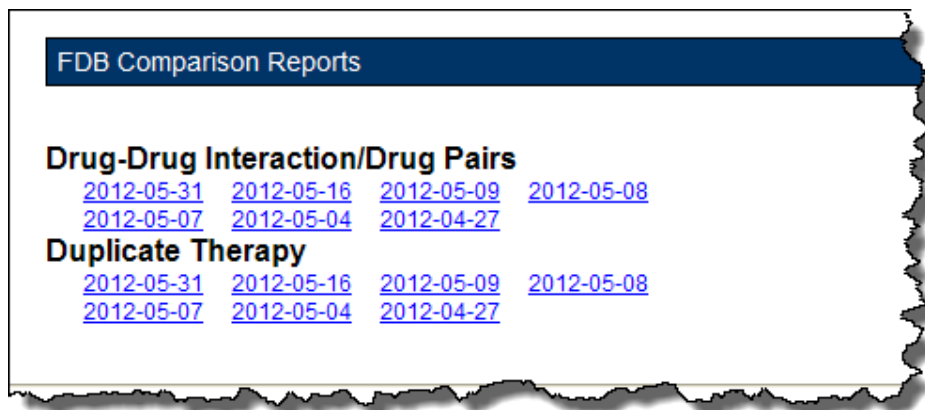 FDB Comparison Reports
Drug-Drug Interaction/Drug Pairs
2012-05-31 2012-05-16 2012-05-09 2012-05-08
2012-05-07 2012-05-04 2012-04-27
Duplicate Therapy
2012-05-31 2012-05-16 2012-05-09 2012-05-08
2012-05-07 2012-05-04 2012-04-27